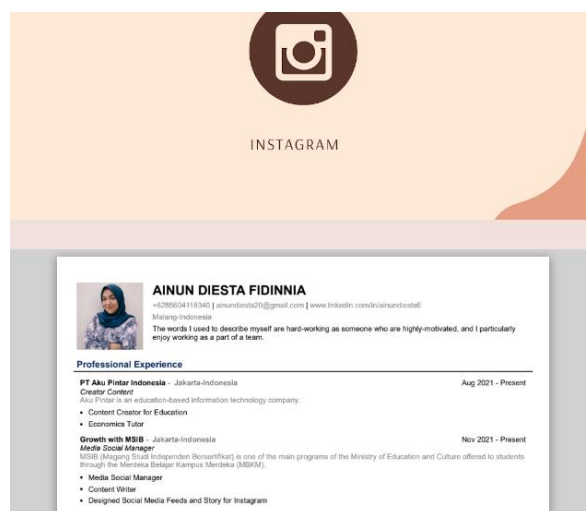 INSTAGRAM
AINUN DIESTA FIDINNIA
+6285604118340 | ainundiesta20@gmail.com | www.linkedin.com/in/ainundiestaf/
Malang-Indonesia
The words I used to describe myself are hard-working as someone who are highly-motivated, and I particularly
enjoy working as a part of a team.
Professional Experience
PT Aku Pintar Indonesia - Jakarta-Indonesia Aug 2021 - Present
Creator Content
Aku Pintar is an education-based information technology company.
• Content Creator for Education
• Economics Tutor
Growth with MSIB - Jakarta-Indonesia Nov 2021 - Present
Media Social Manager
MSIB (Magang Studi Independen Bersertifikat) is one of the main programs of the Ministry of Education and Culture offered to students
through the Merdeka Belajar Kampus Merdeka (MBKM).
• Media Social Manager
• Content Writer
• Designed Social Media Feeds and Story for Instagram